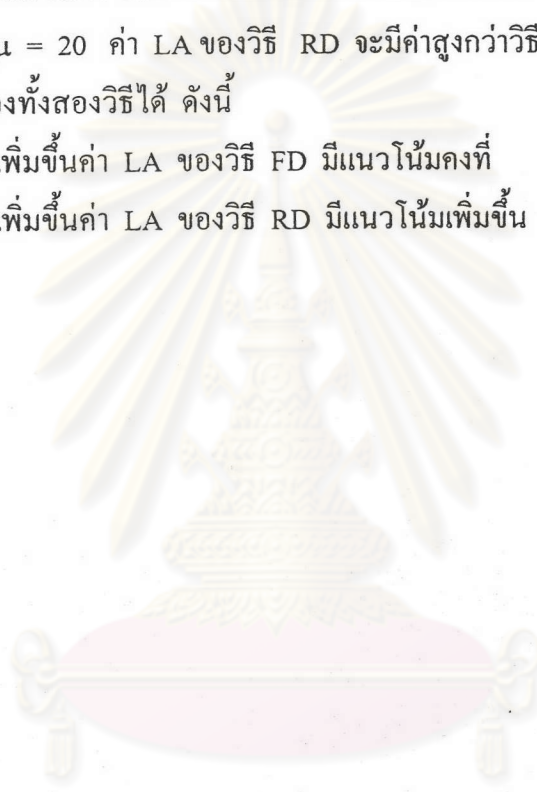 = 20 ค่า LA ของวิธี RD จะมีค่าสูงกว่าวิธี
งทั้งสองวิธีได้ ดังนี้
เพิ่มขึ้นค่า LA ของวิธี FD มีแนวโน้มคงที่
เพิ่มขึ้นค่า LA ของวิธี RD มีแนวโน้มเพิ่มขึ้น